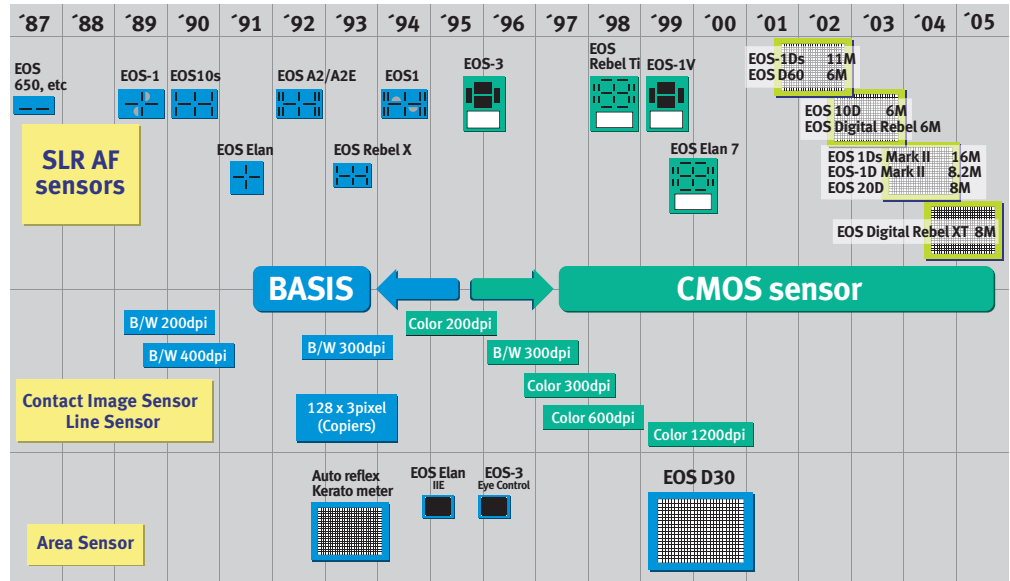 ´87 ´88 ´89 ´90 ´91 ´92 ´93 ´94 ´95 ´96 ´97 ´98 ´99 ´00 ´01 ´02 ´03 ´04 ´05
EOS
650, etc
EOS-1
EOS10s
EOS A2/A2E
EOS1
EOS-3
EOS
Rebel Ti
EOS-1V
EOS-1Ds 11M
EOS D60 6M
EOS 10D 6M
EOS Digital Rebel 6M
SLR AF
sensors
EOS Elan
EOS Rebel X
EOS Elan 7
EOS 1Ds Mark II 16M
EOS-1D Mark II 8.2M
EOS 20D 8M
EOS Digital Rebel XT 8M
BASIS
CMOS sensor
B/W 200dpi
B/W 400dpi
B/W 300dpi
Color 200dpi
B/W 300dpi
Color 300dpi
Color 600dpi
Color 1200dpi
Contact Image Sensor
Line Sensor
128 x 3pixel
(Copiers)
Auto reflex
Kerato meter
EOS Elan
IIE
EOS-3
Eye Control
EOS D30
Area Sensor